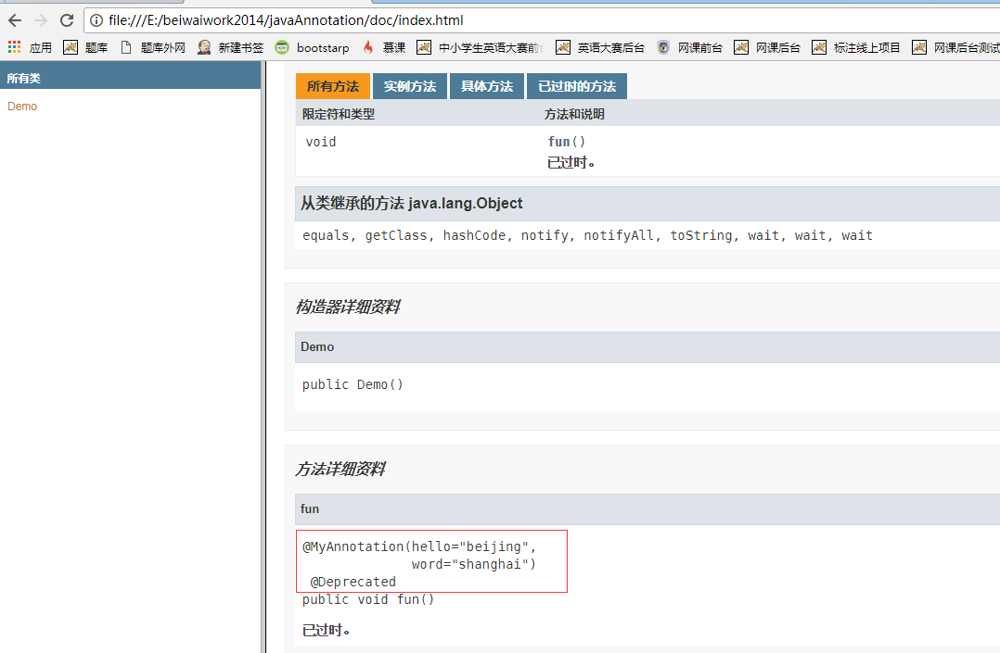 file:///E:/beiwaiwork2014/javaAnnotation/doc/index.html
应用 题库 题库外网 新建书签 bootstarp 慕课 中小学生英语大赛前 英语大赛后台 网课前台 网课后台 标注线上项目 网课后台测试
所有类
Demo
所有方法 实例方法 具体方法 已过时的方法
限定符和类型 方法和说明
void fun()
已过时。
从类继承的方法 java.lang.Object
equals, getClass, hashCode, notify, notifyAll, toString, wait, wait, wait
构造器详细资料
Demo
public Demo()
方法详细资料
fun
@MyAnnotation(hello="beijing",
word="shanghai")
@Deprecated
public void fun()
已过时。